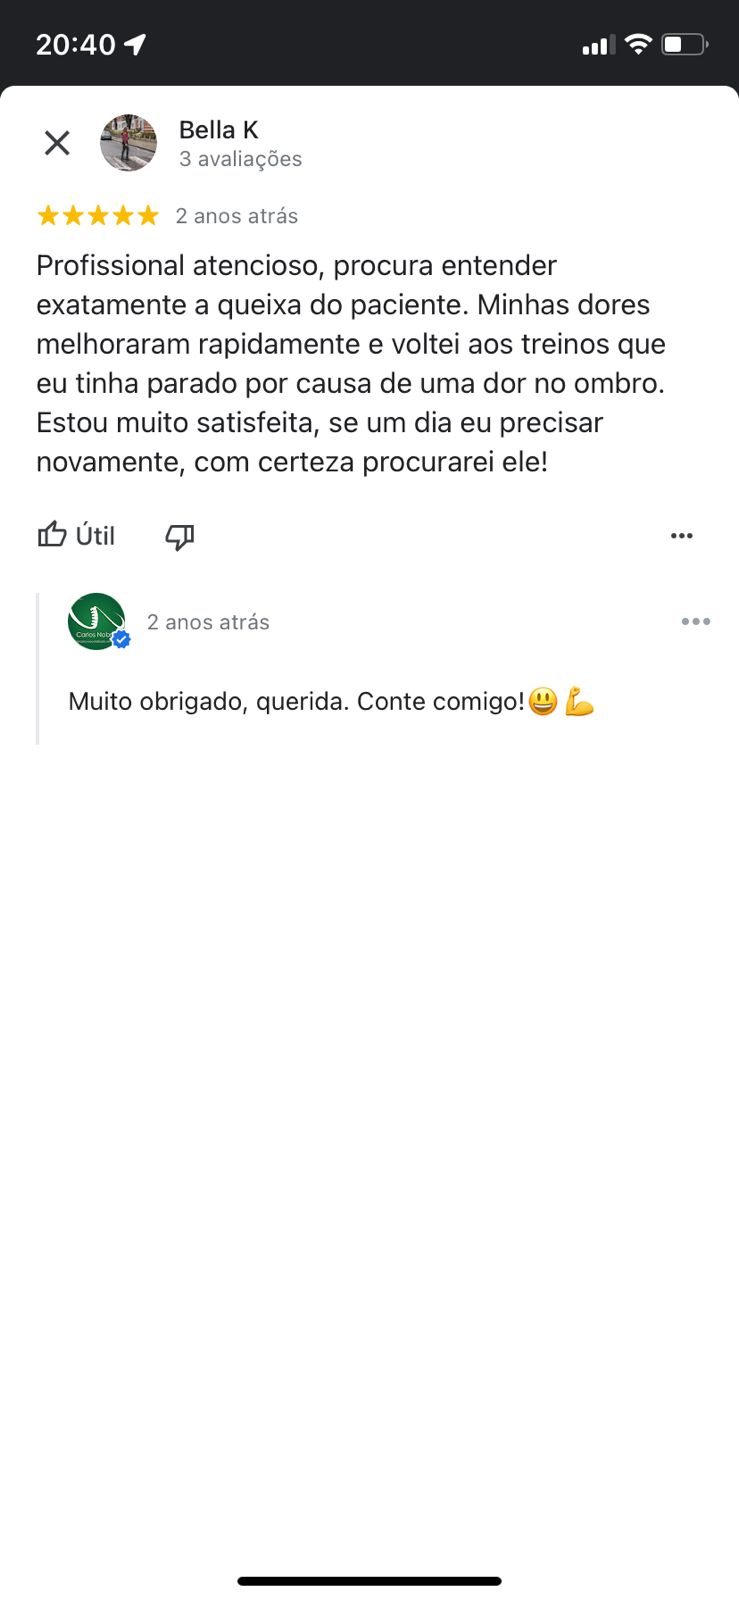 20:40
Bella K
3 avaliações
2 anos atrás
Profissional atencioso, procura entender
exatamente a queixa do paciente. Minhas dores
melhoraram rapidamente e voltei aos treinos que
eu tinha parado por causa de uma dor no ombro.
Estou muito satisfeita, se um dia eu precisar
novamente, com certeza procurarei ele!
Útil
Carlos
2 anos atrás
Muito obrigado, querida. Conte comigo!😃💪